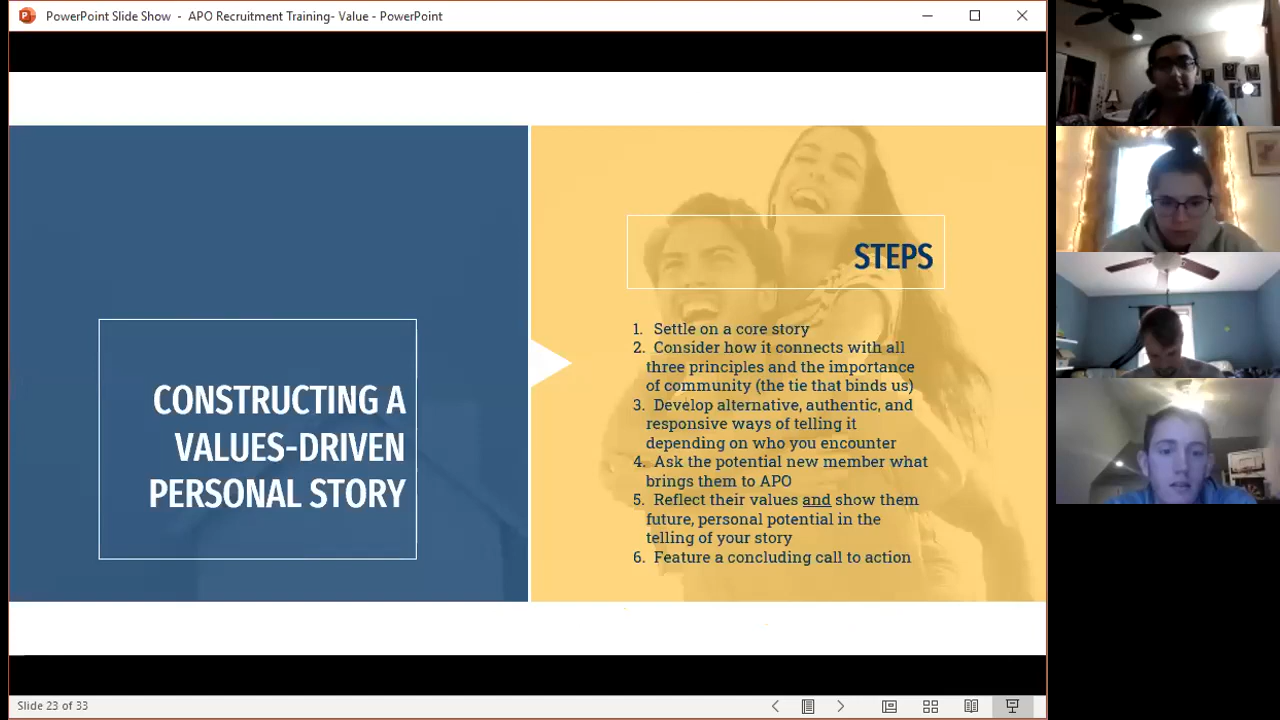 PowerPoint Slide Show - APO Recruitment Training- Value - PowerPoint
CONSTRUCTING A
VALUES-DRIVEN
PERSONAL STORY
STEPS
1. Settle on a core story
2. Consider how it connects with all
three principles and the importance
of community (the tie that binds us)
3. Develop alternative, authentic, and
responsive ways of telling it
depending on who you encounter
4. Ask the potential new member what
brings them to APO
5. Reflect their values and show them
future, personal potential in the
telling of your story
6. Feature a concluding call to action
Slide 23 of 33